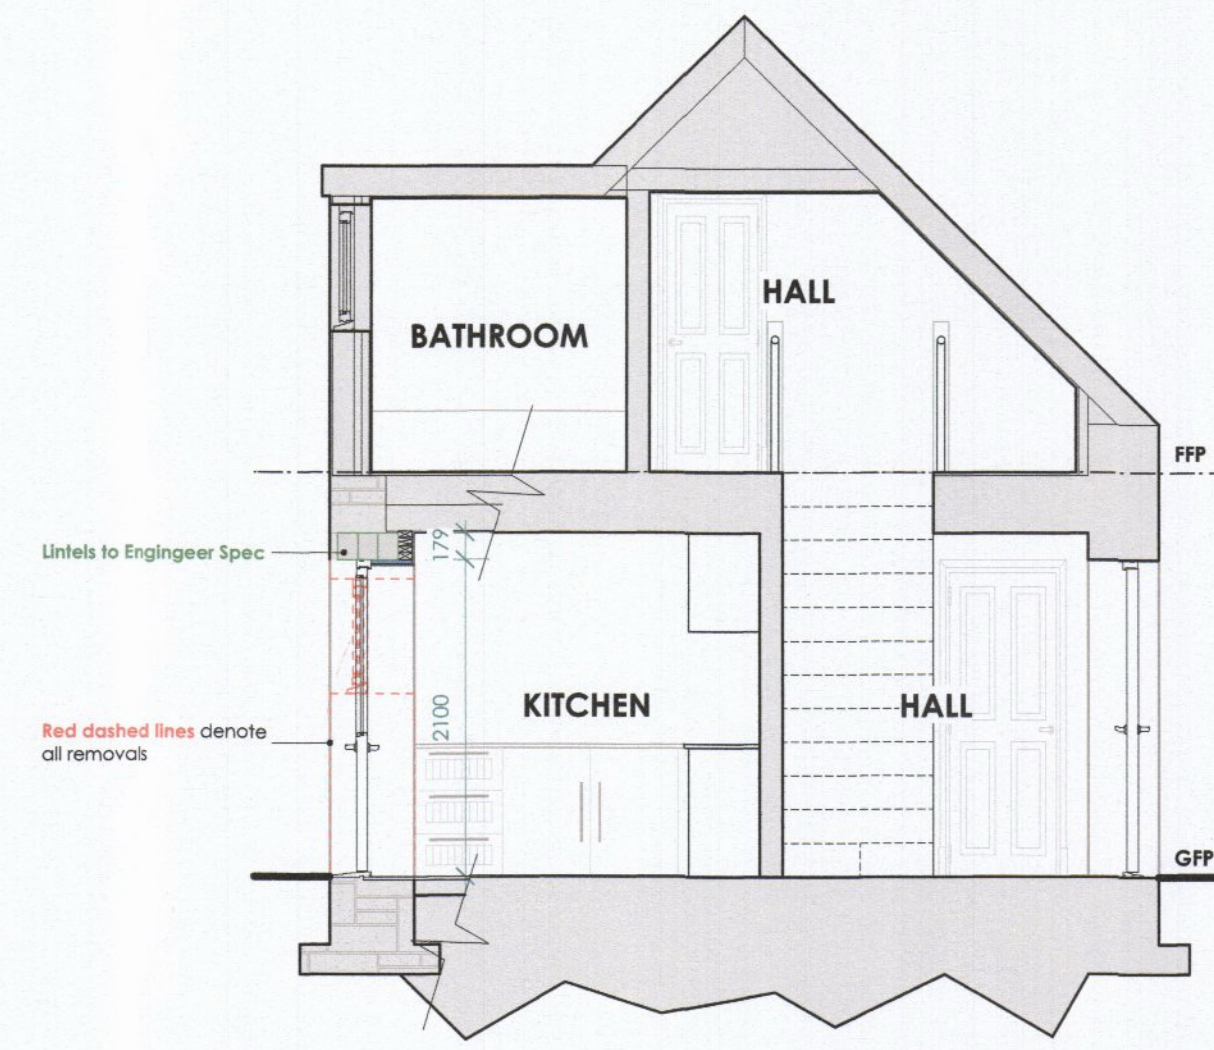 HALL
BATHROOM
FFP
179
Lintels to Engingeer Spec
KITCHEN
HALL
2100
Red dashed lines denote
all removals
GFP